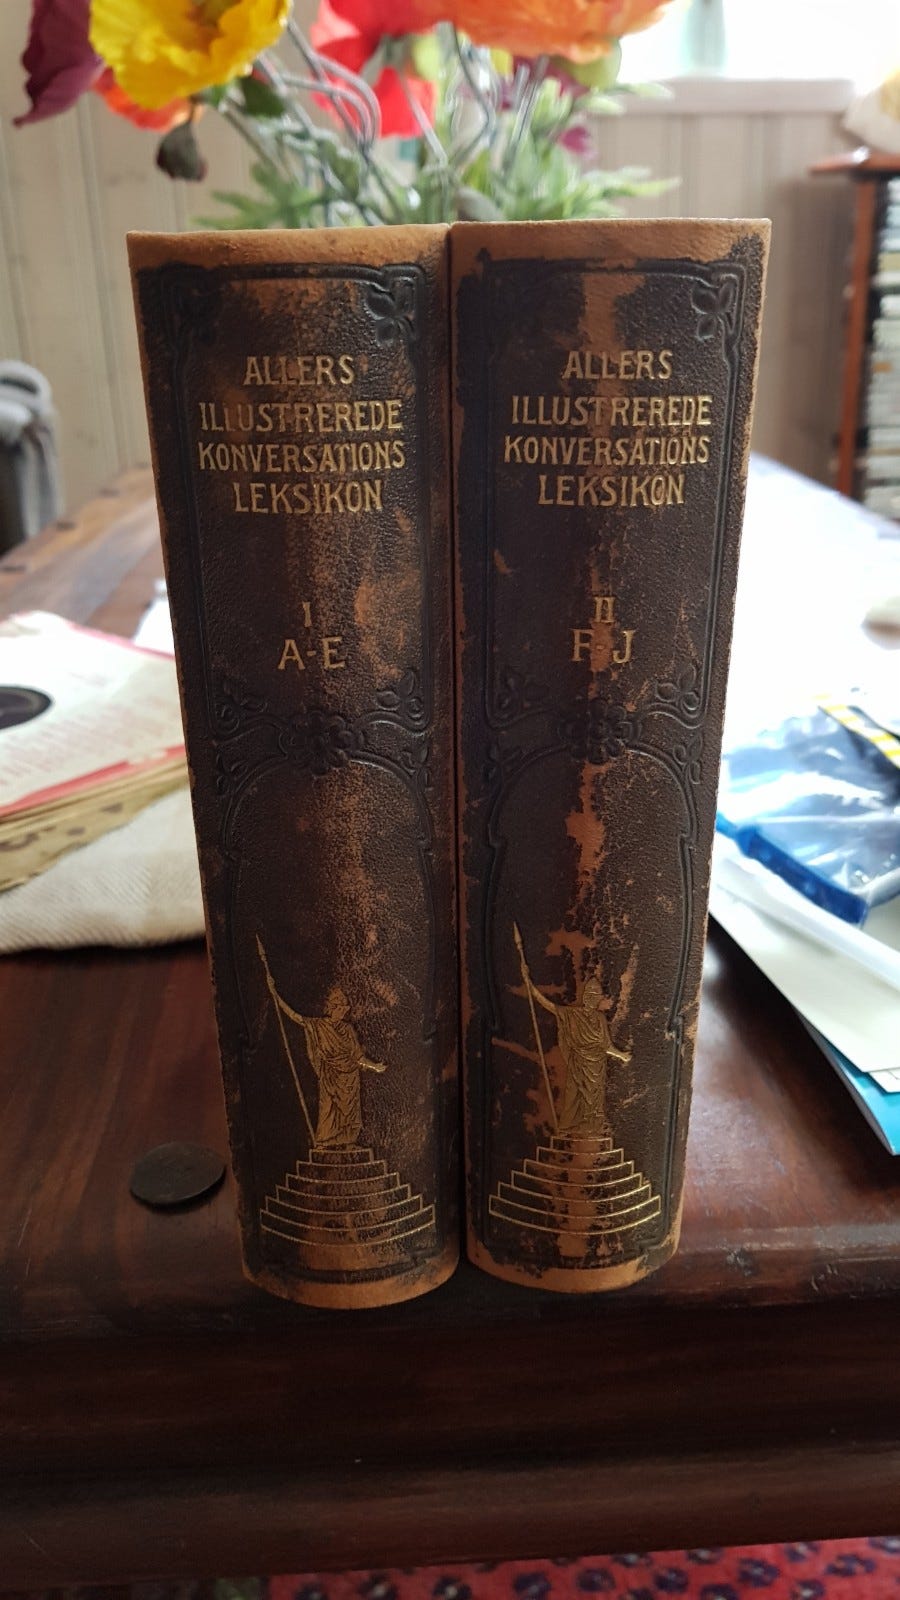 ALLERS
ILLUSTREREDE
KONVERSATIONS
LEKSIKON
I
A-E
ALLERS
ILLUSTREREDE
KONVERSATIONS
LEKSIKON
II
F-J